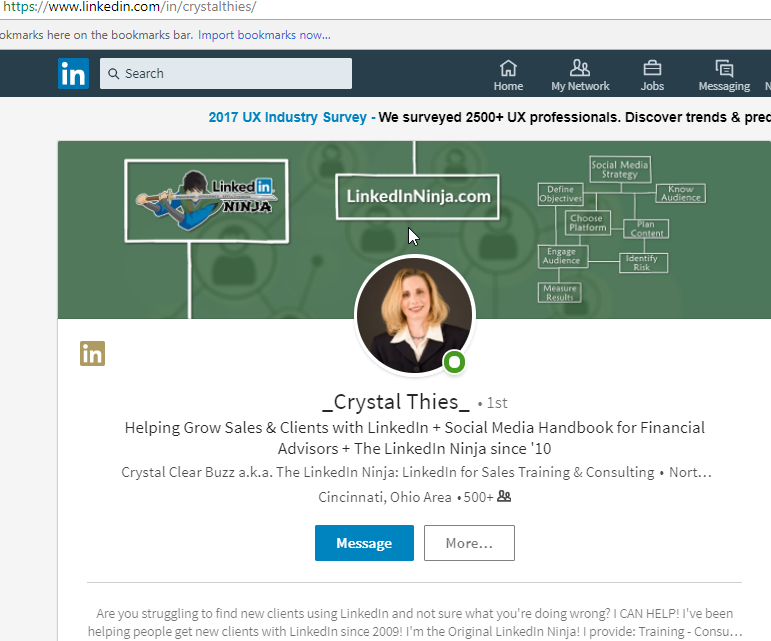 https://www.linkedin.com/in/crystalthies/
okmarks here on the bookmarks bar. Import bookmarks now...
in
Search
Home
My Network
Jobs
Messaging
N
2017 UX Industry Survey - We surveyed 2500+ UX professionals. Discover trends & pred
Linked in
NINJA
LinkedInNinja.com
Social Media
Strategy
Define
Objectives
Know
Audience
Choose
Platform
Plan
Content
Engage
Audience
Identify
Risk
Measure
Results
in
_Crystal Thies_ • 1st
Helping Grow Sales & Clients with LinkedIn + Social Media Handbook for Financial
Advisors + The LinkedIn Ninja since '10
Crystal Clear Buzz a.k.a. The LinkedIn Ninja: LinkedIn for Sales Training & Consulting • Nort...
Cincinnati, Ohio Area • 500+
Message
More...
Are you struggling to find new clients using LinkedIn and not sure what you're doing wrong? I CAN HELP! I've been
helping people get new clients with LinkedIn since 2009! I'm the Original LinkedIn Ninja! I provide: Training - Consu...